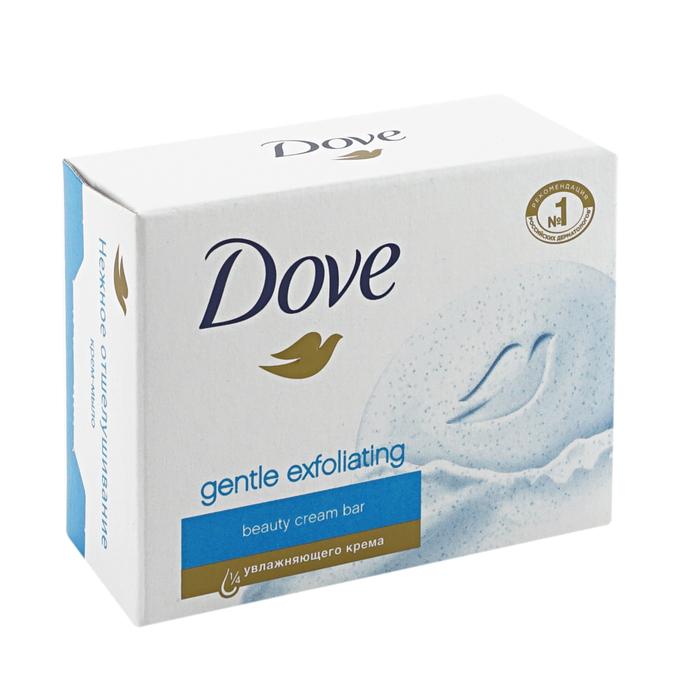 Dove
Dove
РЕКОМЕНДАЦИЯ
№1
РОССИЙСКИХ ДЕРМАТОЛОГОВ
gentle exfoliating
beauty cream bar
¼ увлажняющего крема
Нежное отшелушивание
крем-мыло